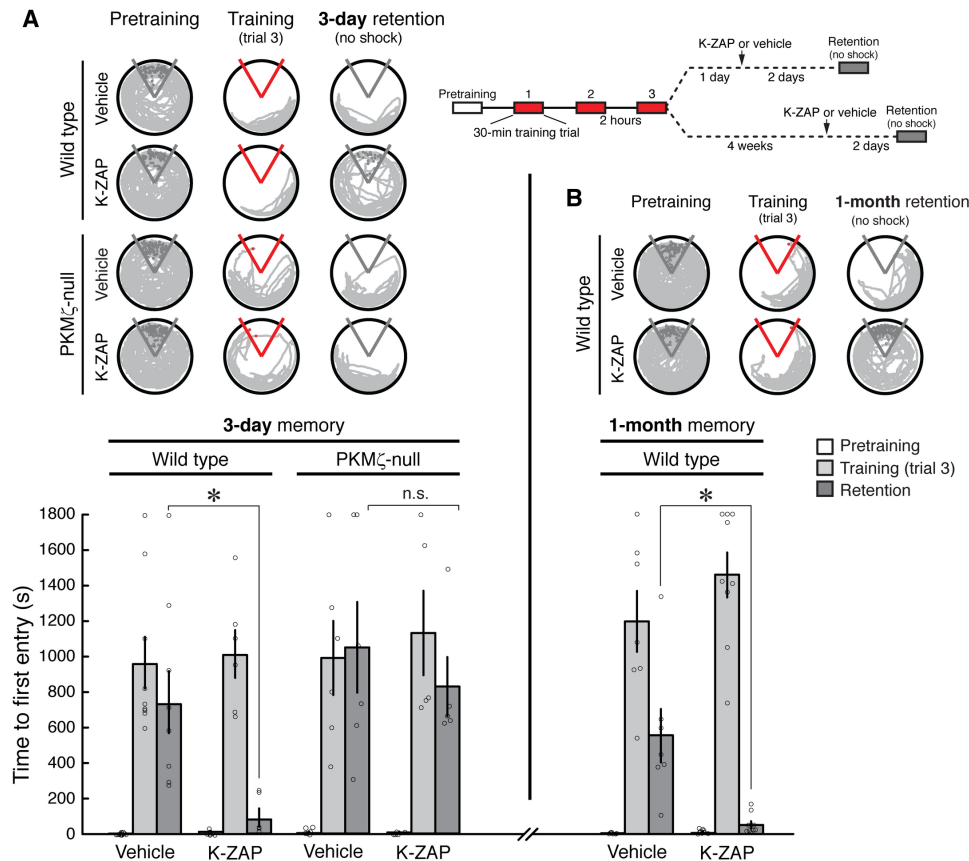 A
Pretraining
Training
(trial 3)
3-day retention
(no shock)
Wild type
Vehicle
K-ZAP
PKMζ-null
Vehicle
K-ZAP
K-ZAP or vehicle
Retention
(no shock)
1 day
2 days
Pretraining
1
2
3
2 hours
30-min training trial
K-ZAP or vehicle
Retention
(no shock)
4 weeks
2 days
B
Pretraining
Training
(trial 3)
1-month retention
(no shock)
Wild type
Vehicle
K-ZAP
3-day memory
Wild type
PKMζ-null
*
n.s.
1-month memory
Wild type
*
Pretraining
Training (trial 3)
Retention
Time to first entry (s)
1800
1600
1400
1200
1000
800
600
400
200
0
Vehicle
K-ZAP
Vehicle
K-ZAP
Vehicle
K-ZAP